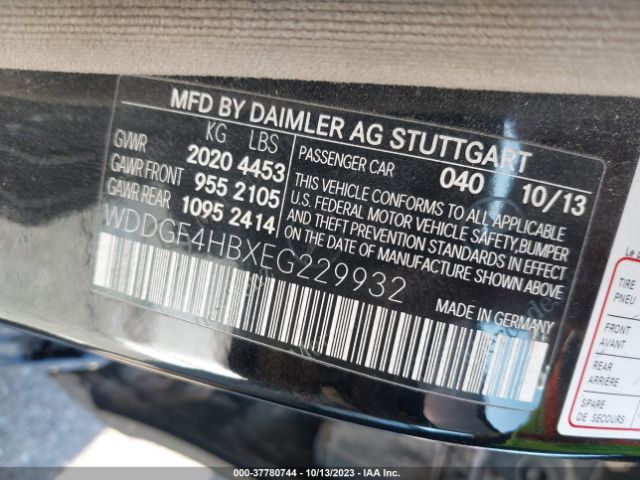 MFD BY DAIMLER AG STUTTGART
KG LBS
GVWR 2020 4453
GAWR FRONT 955 2105
GAWR REAR 1095 2414
PASSENGER CAR 040 10/13
THIS VEHICLE CONFORMS TO ALL APPLICABLE
U.S. FEDERAL MOTOR VEHICLE SAFETY, BUMPER
AND THEFT PREVENTION STANDARDS IN EFFECT
ON THE DATE OF MANUFACTURE SHOWN ABOVE
WDDGF4HBXEG229932
MADE IN GERMANY
Le
TIRE
PNEU
FRONT
AVANT
REAR
ARRIÈRE
SPARE
DE SECOURS
000-37780744 | 10/13/2023 | IAA Inc.